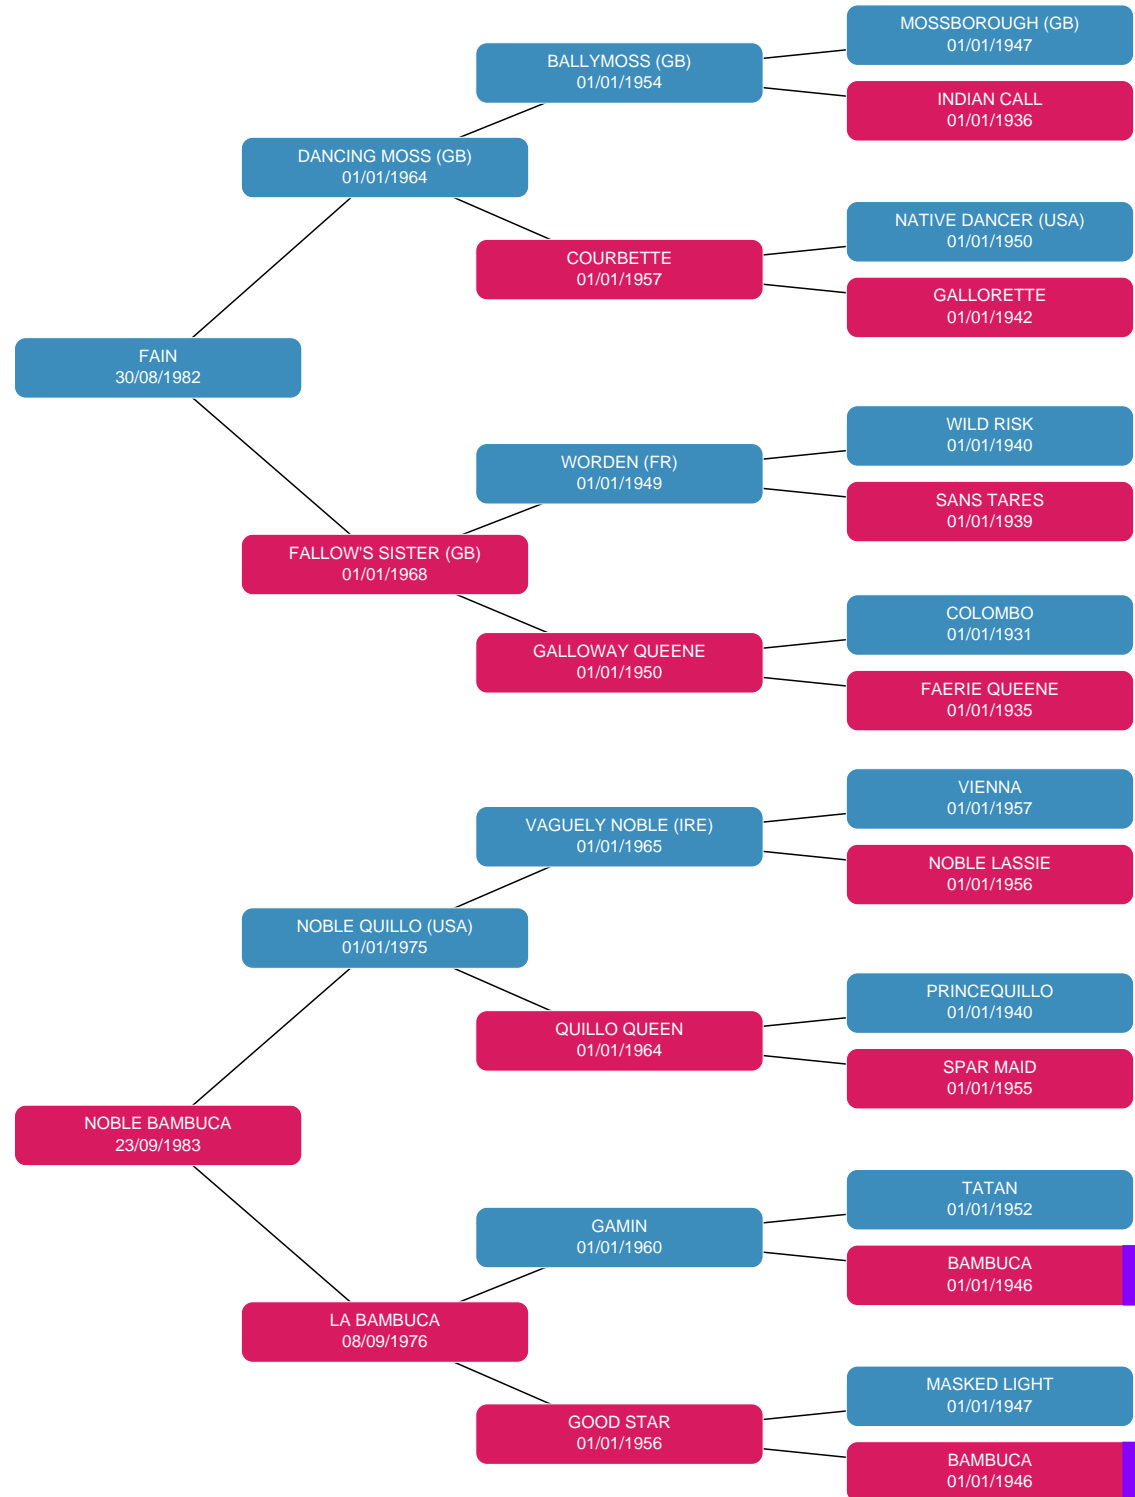 MOSSBOROUGH (GB)
01/01/1947
BALLYMOSS (GB)
01/01/1954
INDIAN CALL
01/01/1936
DANCING MOSS (GB)
01/01/1964
NATIVE DANCER (USA)
01/01/1950
COURBETTE
01/01/1957
GALLORETTE
01/01/1942
FAIN
30/08/1982
WILD RISK
01/01/1940
WORDEN (FR)
01/01/1949
SANS TARES
01/01/1939
FALLOW'S SISTER (GB)
01/01/1968
COLOMBO
01/01/1931
GALLOWAY QUEENE
01/01/1950
FAERIE QUEENE
01/01/1935
VIENNA
01/01/1957
VAGUELY NOBLE (IRE)
01/01/1965
NOBLE LASSIE
01/01/1956
NOBLE QUILLO (USA)
01/01/1975
PRINCEQUILLO
01/01/1940
QUILLO QUEEN
01/01/1964
SPAR MAID
01/01/1955
NOBLE BAMBUCA
23/09/1983
TATAN
01/01/1952
GAMIN
01/01/1960
BAMBUCA
01/01/1946
LA BAMBUCA
08/09/1976
MASKED LIGHT
01/01/1947
GOOD STAR
01/01/1956
BAMBUCA
01/01/1946